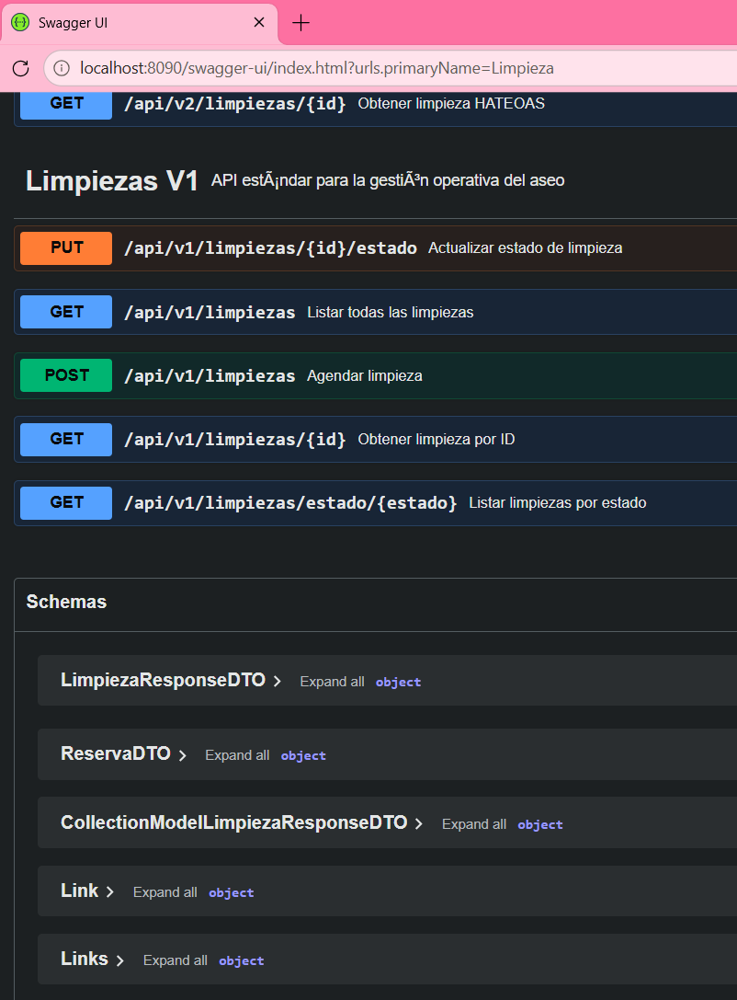 Swagger UI
localhost:8090/swagger-ui/index.html?urls.primaryName=Limpieza
GET /api/v2/limpiezas/{id} Obtener limpieza HATEOAS
Limpiezas V1 API estÃ¡ndar para la gestiÃ³n operativa del aseo
PUT /api/v1/limpiezas/{id}/estado Actualizar estado de limpieza
GET /api/v1/limpiezas Listar todas las limpiezas
POST /api/v1/limpiezas Agendar limpieza
GET /api/v1/limpiezas/{id} Obtener limpieza por ID
GET /api/v1/limpiezas/estado/{estado} Listar limpiezas por estado
Schemas
LimpiezaResponseDTO Expand all object
ReservaDTO Expand all object
CollectionModelLimpiezaResponseDTO Expand all object
Link Expand all object
Links Expand all object